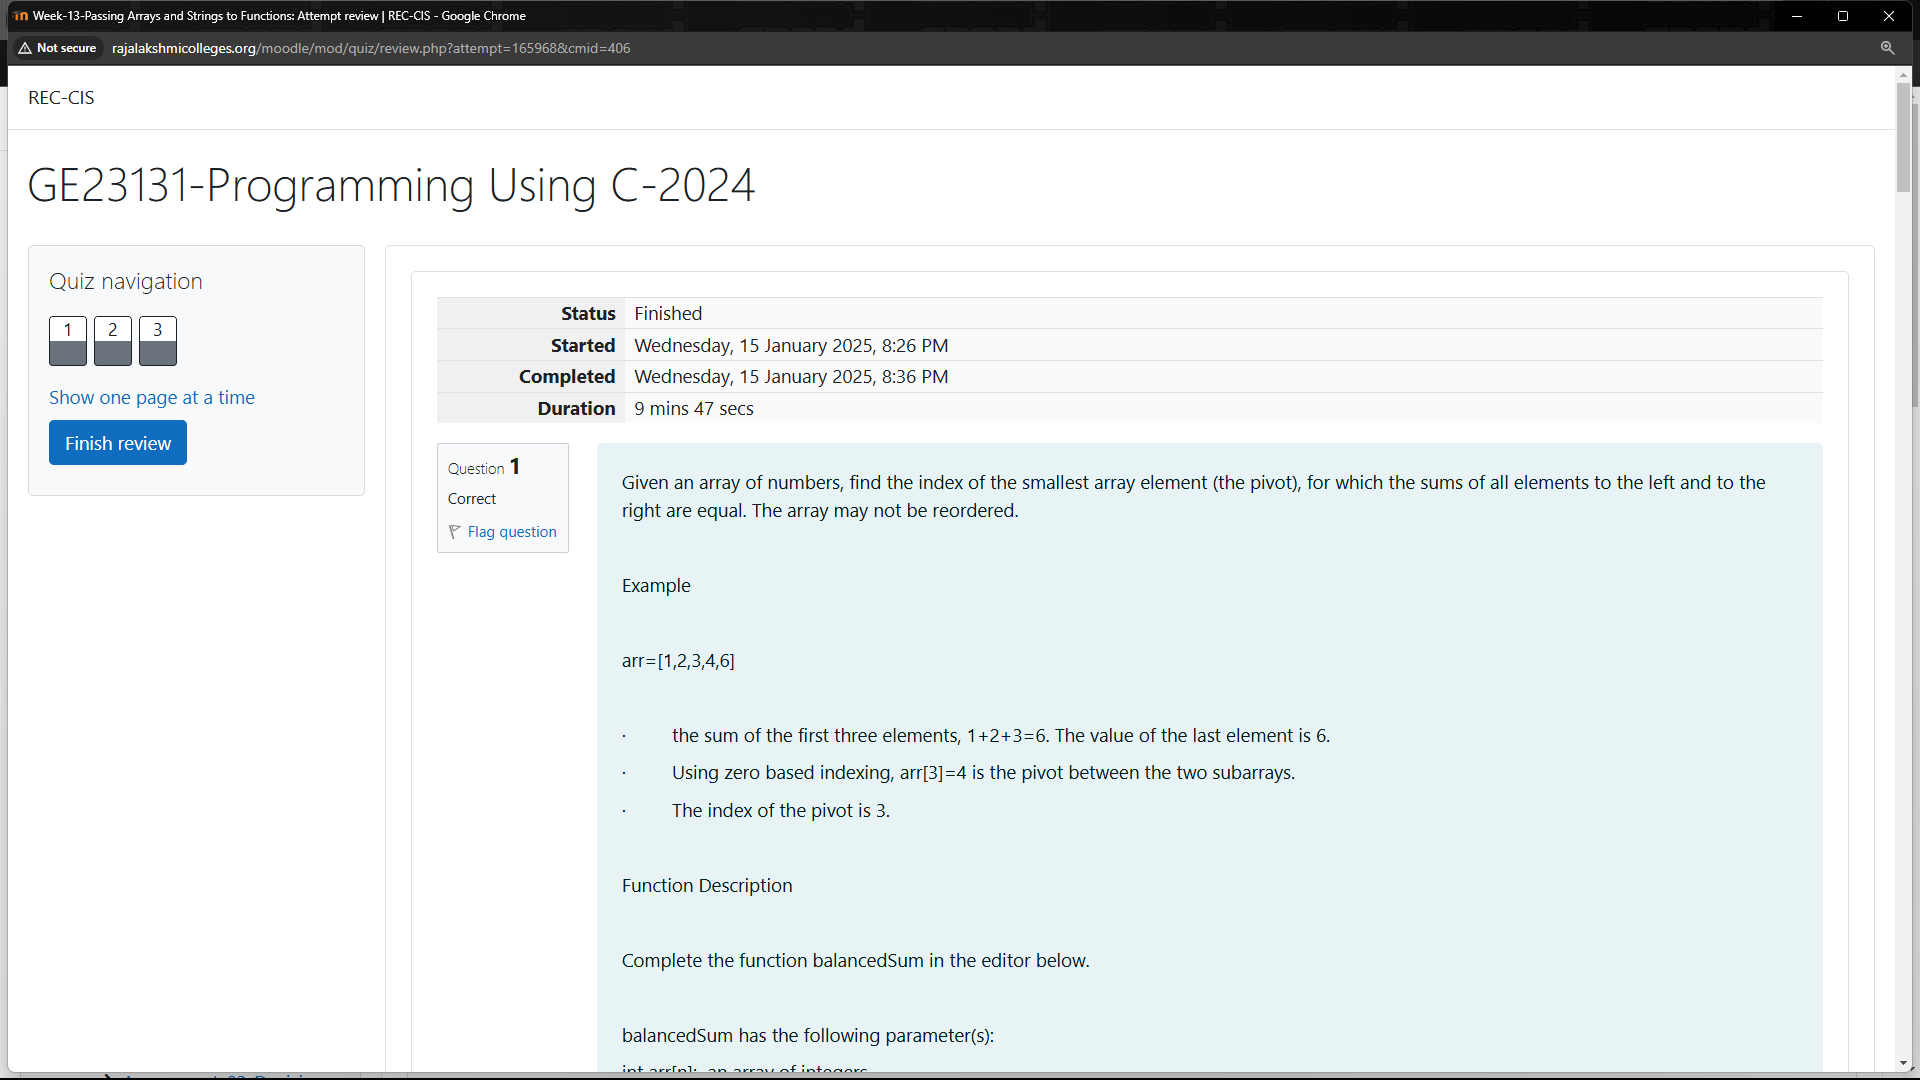 Week-13-Passing Arrays and Strings to Functions: Attempt review | REC-CIS - Google Chrome
Not secure rajalakshmicolleges.org/moodle/mod/quiz/review.php?attempt=165968&cmid=406
REC-CIS
GE23131-Programming Using C-2024
Quiz navigation
1 2 3
Show one page at a time
Finish review
Status Finished
Started Wednesday, 15 January 2025, 8:26 PM
Completed Wednesday, 15 January 2025, 8:36 PM
Duration 9 mins 47 secs
Question 1
Correct
Flag question
Given an array of numbers, find the index of the smallest array element (the pivot), for which the sums of all elements to the left and to the
right are equal. The array may not be reordered.
Example
arr=[1,2,3,4,6]
· the sum of the first three elements, 1+2+3=6. The value of the last element is 6.
· Using zero based indexing, arr[3]=4 is the pivot between the two subarrays.
· The index of the pivot is 3.
Function Description
Complete the function balancedSum in the editor below.
balancedSum has the following parameter(s):
int arr[n]: an array of integers